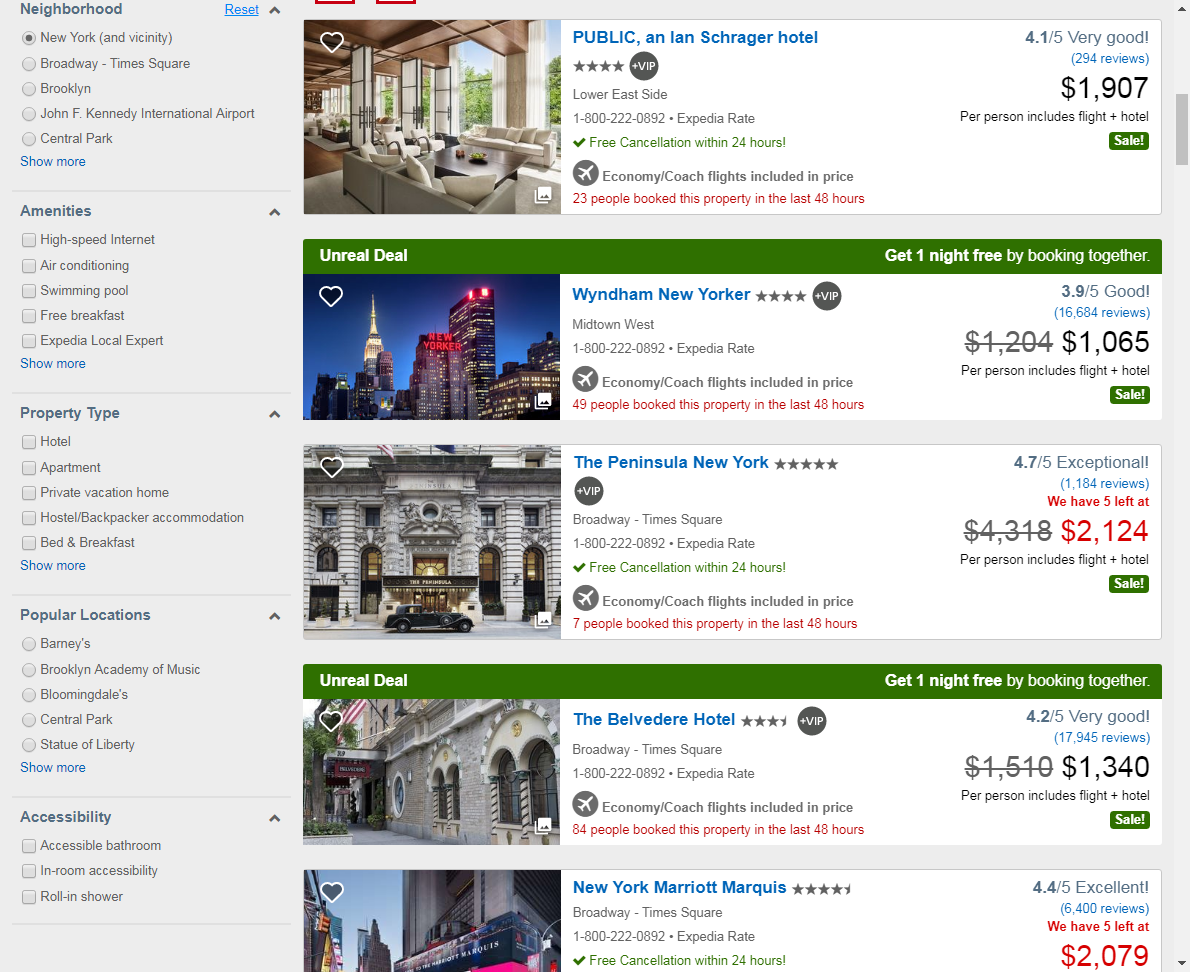 Neighborhood Reset
New York (and vicinity)
Broadway - Times Square
Brooklyn
John F. Kennedy International Airport
Central Park
Show more
Amenities
High-speed Internet
Air conditioning
Swimming pool
Free breakfast
Expedia Local Expert
Show more
Property Type
Hotel
Apartment
Private vacation home
Hostel/Backpacker accommodation
Bed & Breakfast
Show more
Popular Locations
Barney's
Brooklyn Academy of Music
Bloomingdale's
Central Park
Statue of Liberty
Show more
Accessibility
Accessible bathroom
In-room accessibility
Roll-in shower
PUBLIC, an Ian Schrager hotel
+VIP
Lower East Side
1-800-222-0892 • Expedia Rate
Free Cancellation within 24 hours!
Economy/Coach flights included in price
23 people booked this property in the last 48 hours
4.1/5 Very good!
(294 reviews)
$1,907
Per person includes flight + hotel
Sale!
Unreal Deal Get 1 night free by booking together.
NEW
YORKER
Wyndham New Yorker +VIP
Midtown West
1-800-222-0892 • Expedia Rate
Economy/Coach flights included in price
49 people booked this property in the last 48 hours
3.9/5 Good!
(16,684 reviews)
$1,204 $1,065
Per person includes flight + hotel
Sale!
THE PENINSULA
The Peninsula New York
+VIP
Broadway - Times Square
1-800-222-0892 • Expedia Rate
Free Cancellation within 24 hours!
Economy/Coach flights included in price
7 people booked this property in the last 48 hours
4.7/5 Exceptional!
(1,184 reviews)
We have 5 left at
$4,318 $2,124
Per person includes flight + hotel
Sale!
Unreal Deal Get 1 night free by booking together.
BELVEDERE
The Belvedere Hotel +VIP
Broadway - Times Square
1-800-222-0892 • Expedia Rate
Economy/Coach flights included in price
84 people booked this property in the last 48 hours
4.2/5 Very good!
(17,945 reviews)
$1,510 $1,340
Per person includes flight + hotel
Sale!
TO THE MARRIOTT MARQUIS
New York Marriott Marquis
Broadway - Times Square
1-800-222-0892 • Expedia Rate
Free Cancellation within 24 hours!
4.4/5 Excellent!
(6,400 reviews)
We have 5 left at
$2,079